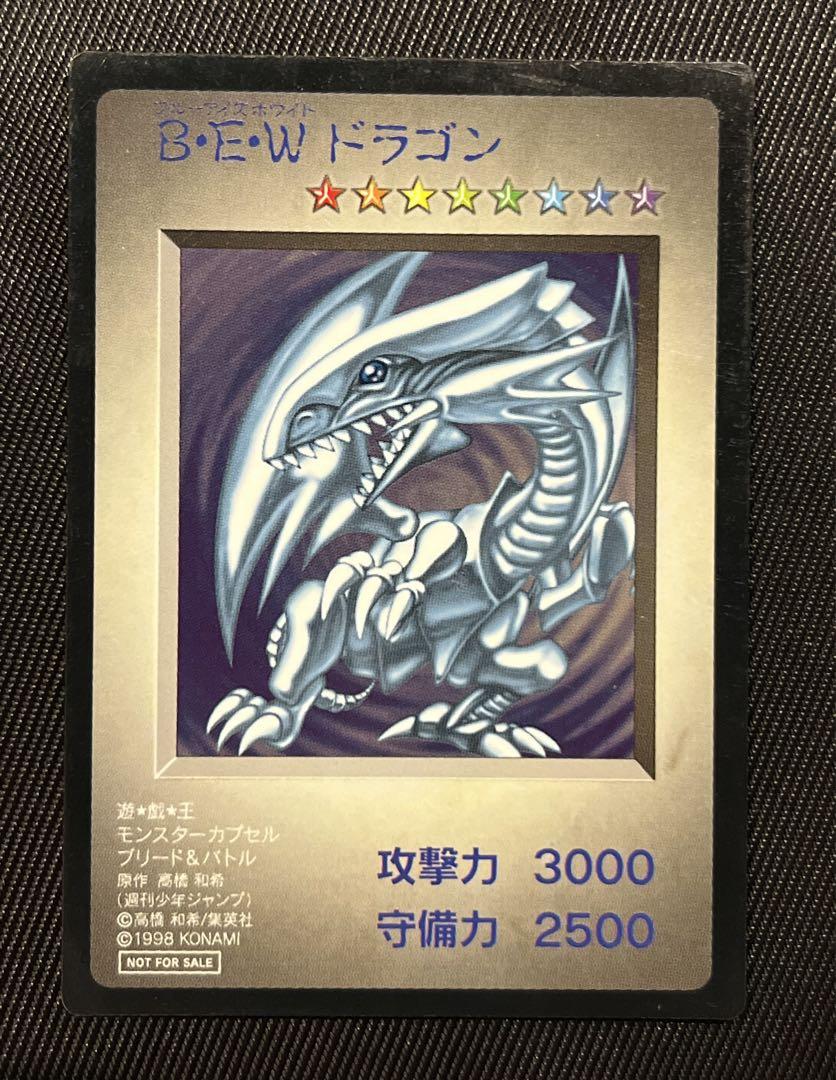 ブルーアイズホワイト
B・E・W ドラゴン
遊★戯★王
モンスターカプセル
ブリード&バトル
原作 高橋 和希
(週刊少年ジャンプ)
©高橋 和希/集英社
©1998 KONAMI
NOT FOR SALE
攻撃力 3000
守備力 2500